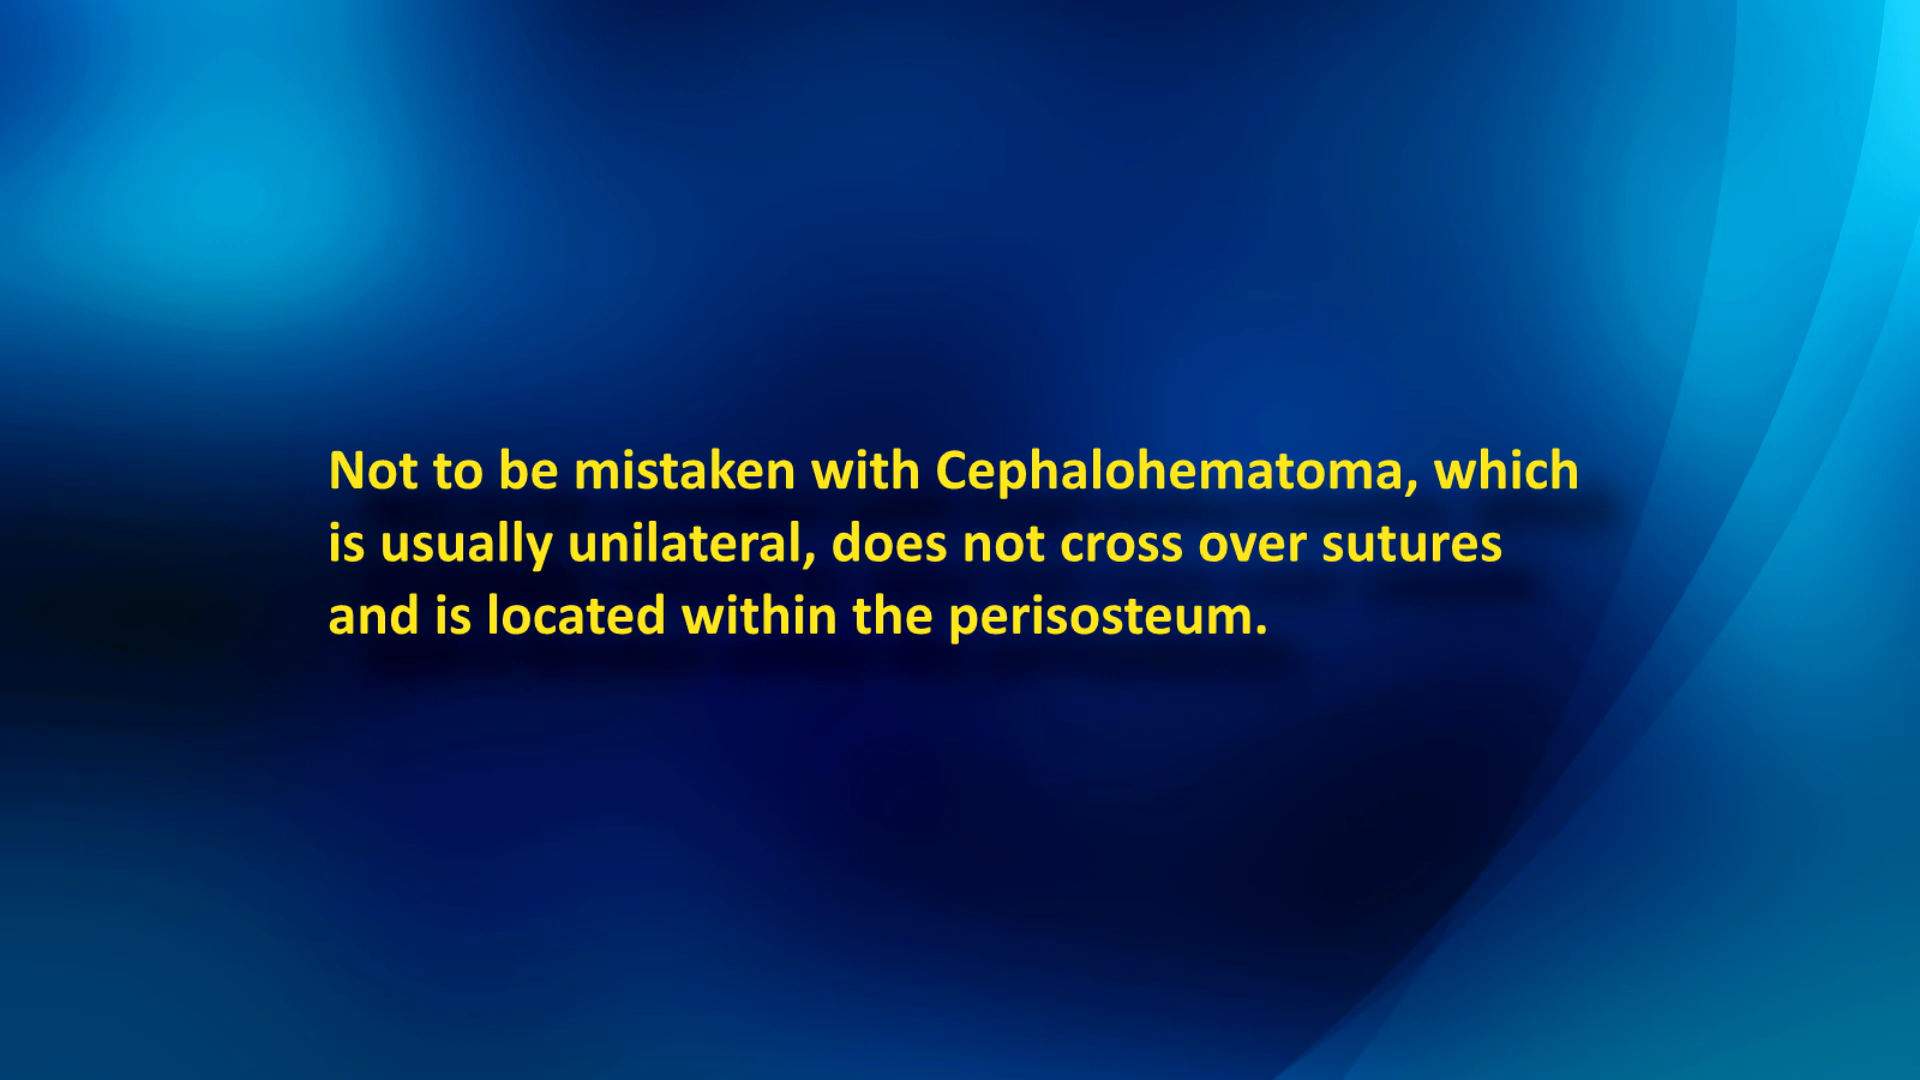 Not to be mistaken with Cephalohematoma, which
is usually unilateral, does not cross over sutures
and is located within the perisosteum.